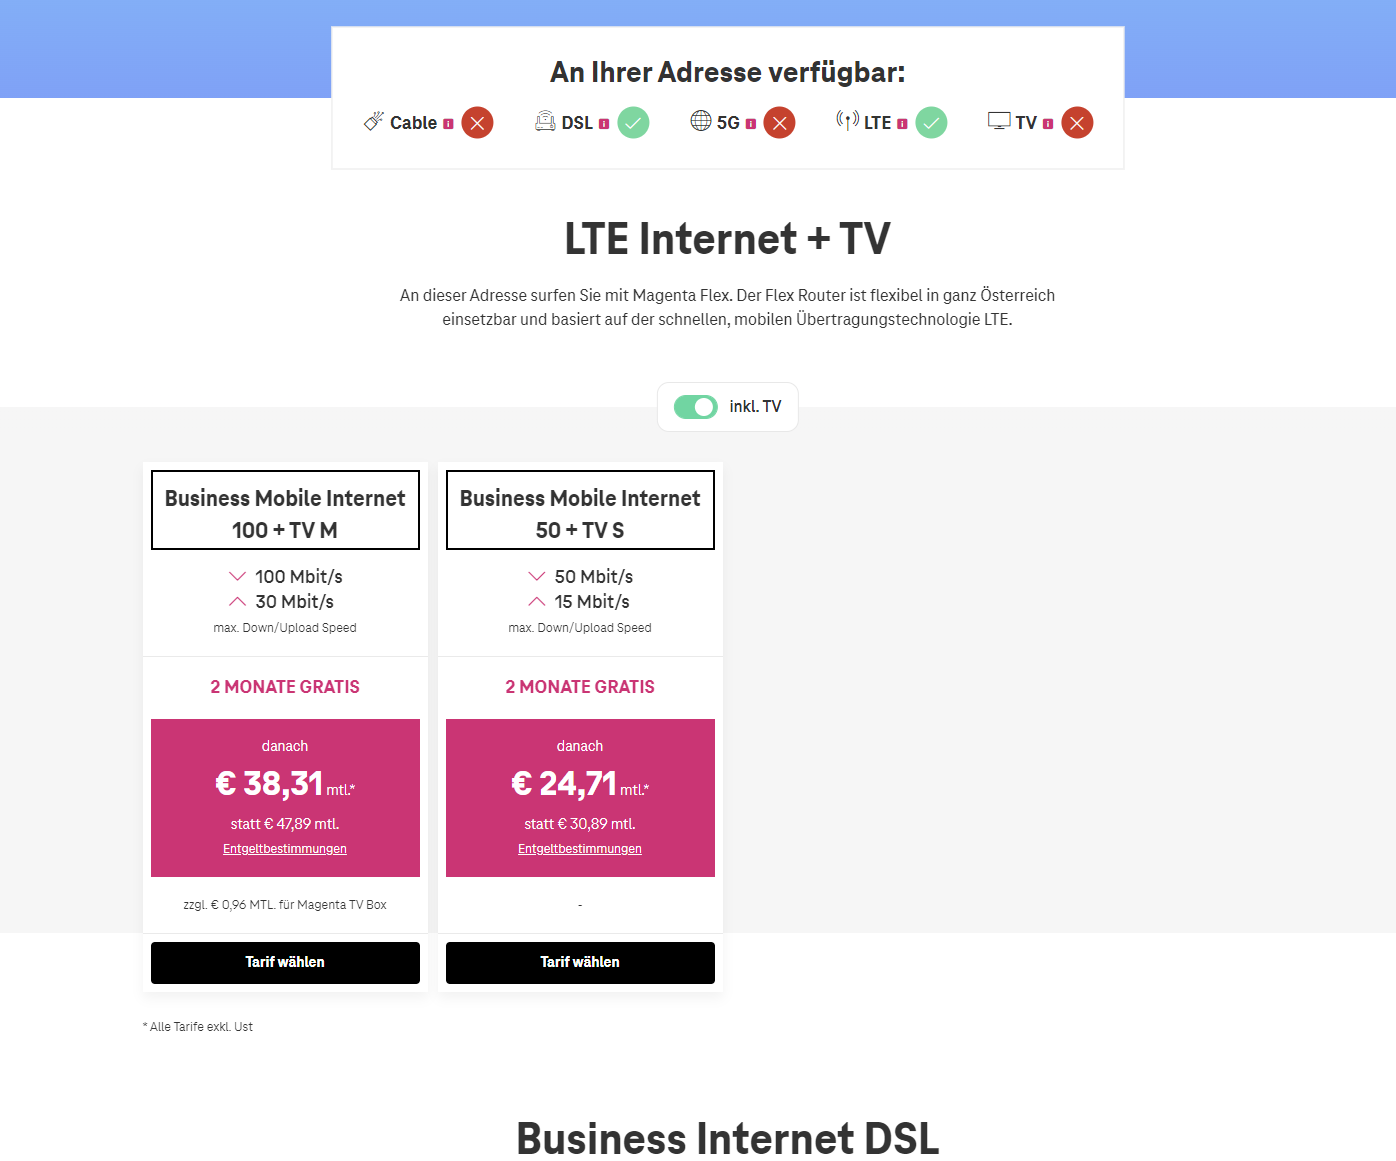 An Ihrer Adresse verfügbar:
Cable i DSL i 5G i LTE i TV i
LTE Internet + TV
An dieser Adresse surfen Sie mit Magenta Flex. Der Flex Router ist flexibel in ganz Österreich
einsetzbar und basiert auf der schnellen, mobilen Übertragungstechnologie LTE.
inkl. TV
Business Mobile Internet
100 + TV M
100 Mbit/s
30 Mbit/s
max. Down/Upload Speed
2 MONATE GRATIS
danach
€ 38,31 mtl.*
statt € 47,89 mtl.
Entgeltbestimmungen
zzgl. € 0,96 MTL. für Magenta TV Box
Tarif wählen
Business Mobile Internet
50 + TV S
50 Mbit/s
15 Mbit/s
max. Down/Upload Speed
2 MONATE GRATIS
danach
€ 24,71 mtl.*
statt € 30,89 mtl.
Entgeltbestimmungen
-
Tarif wählen
* Alle Tarife exkl. Ust
Business Internet DSL